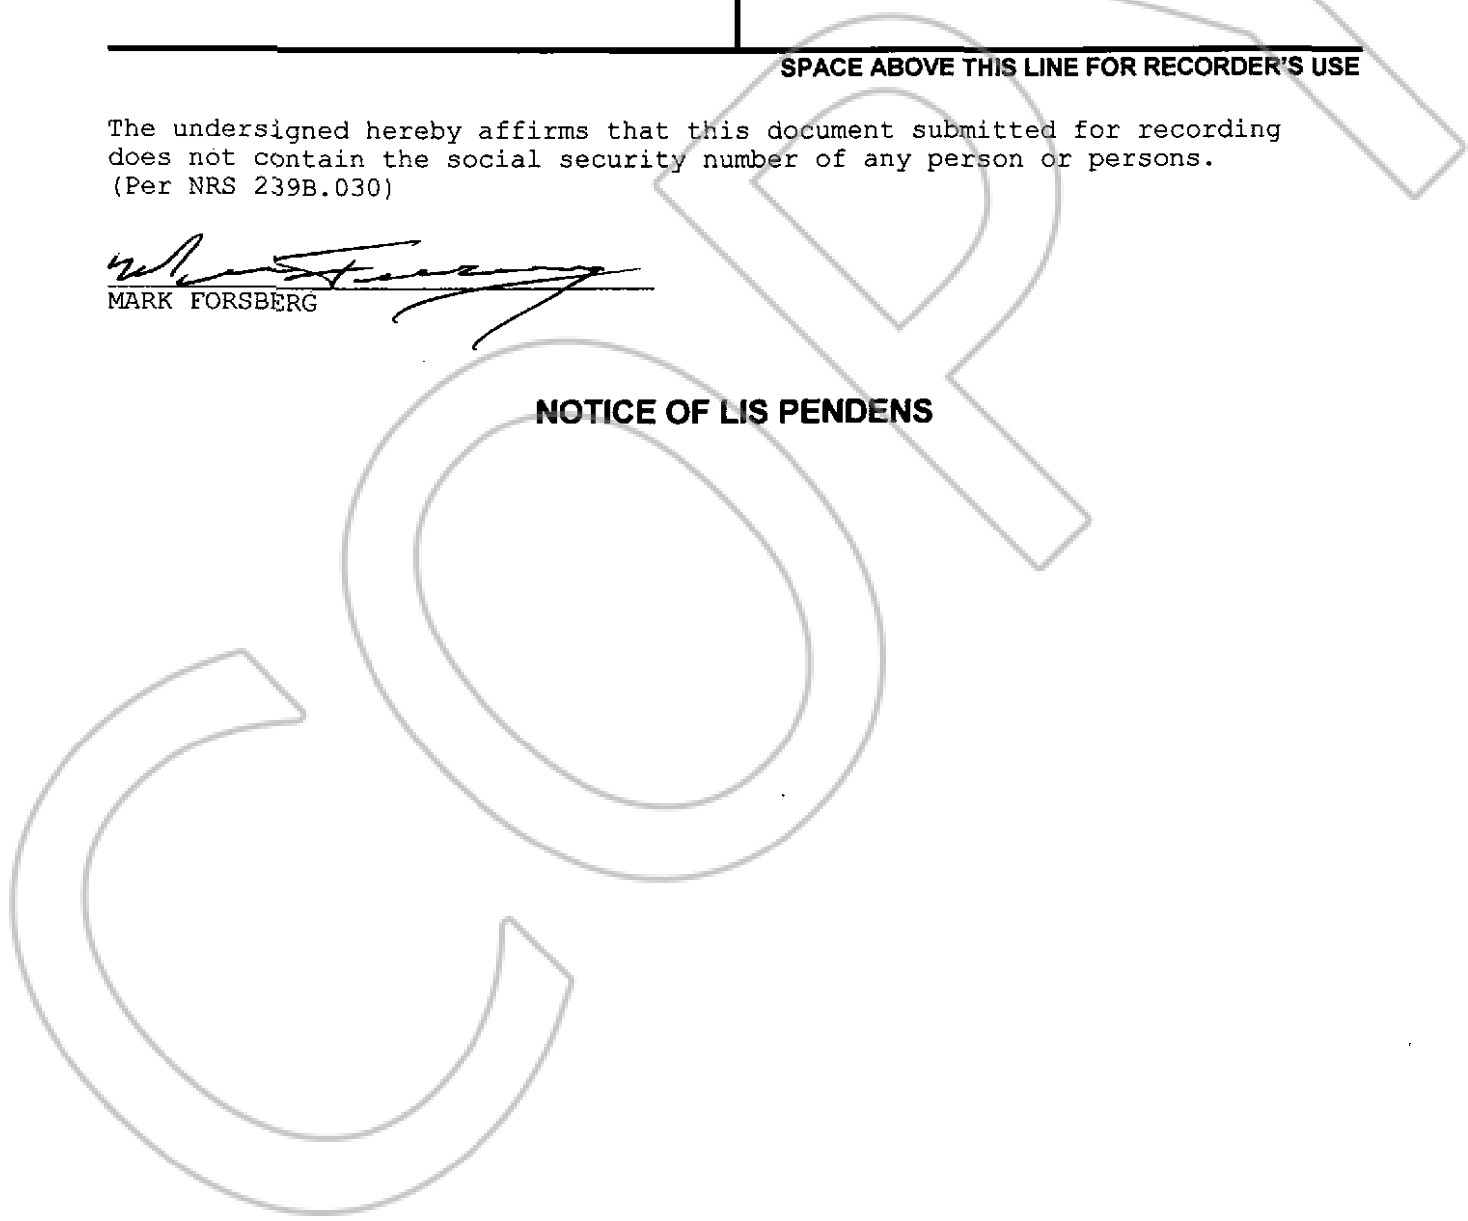 SPACE ABOVE THIS LINE FOR RECORDER'S USE
The undersigned hereby affirms that this document submitted for recording
does not contain the social security number of any person or persons.
(Per NRS 239B.030)
MARK FORSBERG
NOTICE OF LIS PENDENS
COPY